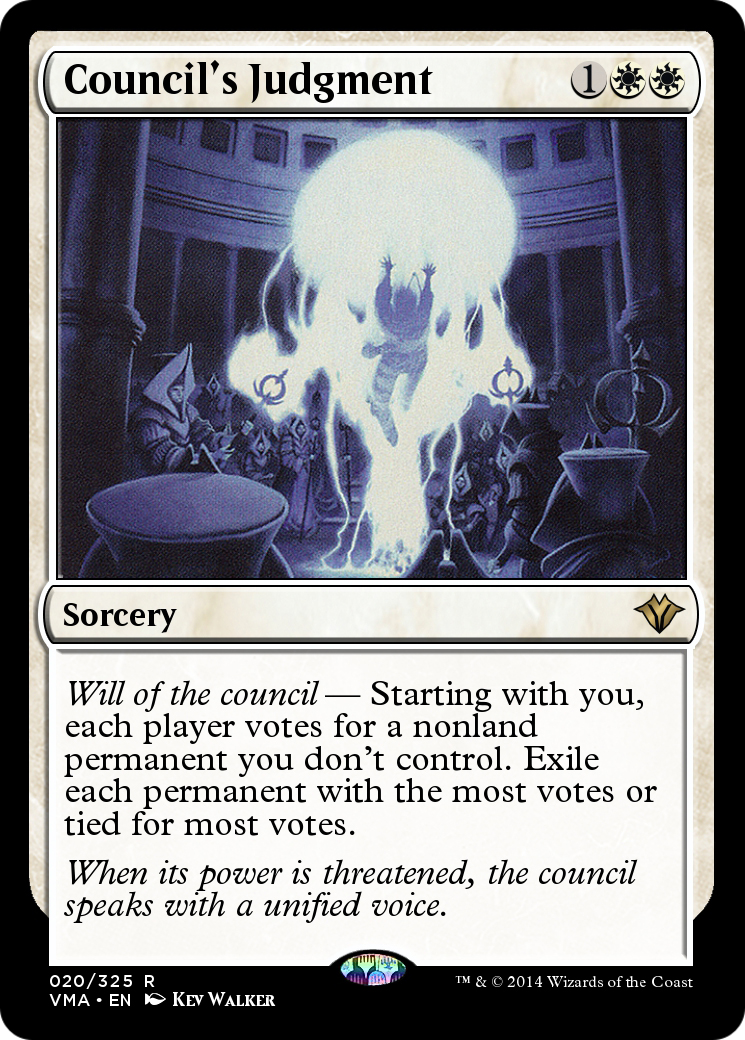 Council's Judgment 1
Sorcery
Will of the council — Starting with you,
each player votes for a nonland
permanent you don't control. Exile
each permanent with the most votes or
tied for most votes.
When its power is threatened, the council
speaks with a unified voice.
020/325 R
VMA • EN Kev Walker
™ & © 2014 Wizards of the Coast